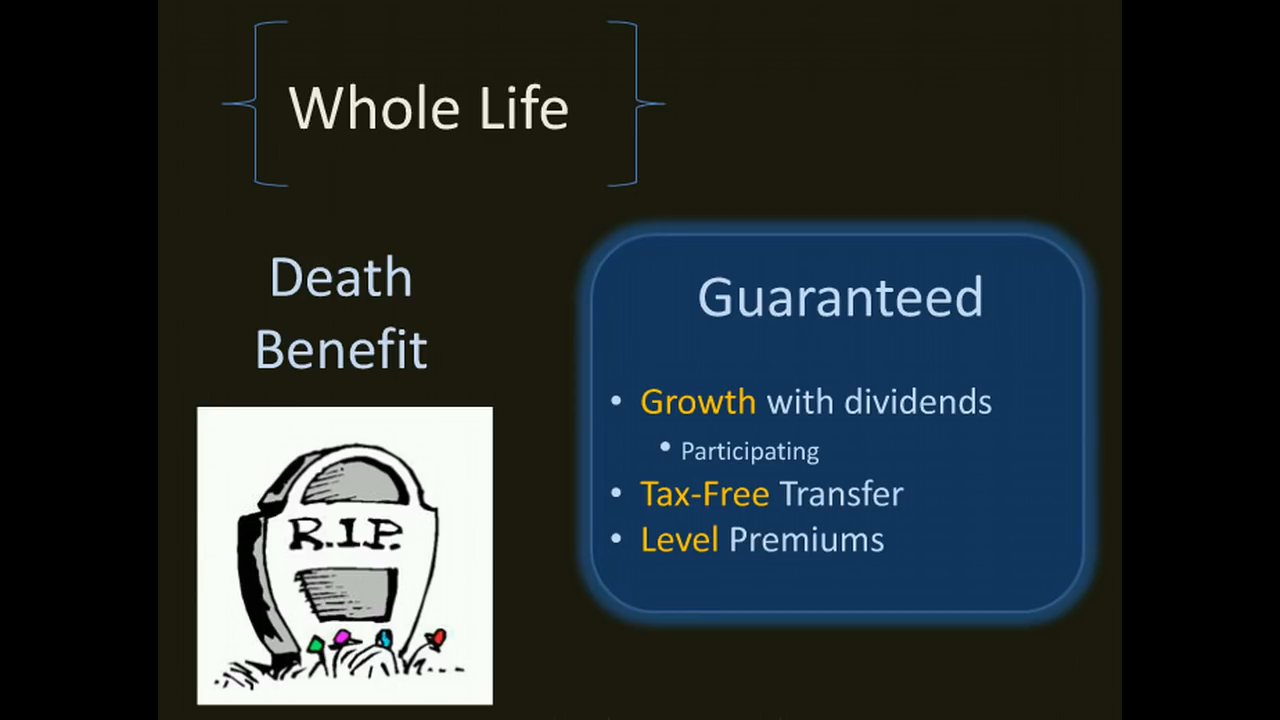 Whole Life
Death
Benefit
R.I.P.
Guaranteed
• Growth with dividends
• Participating
• Tax-Free Transfer
• Level Premiums